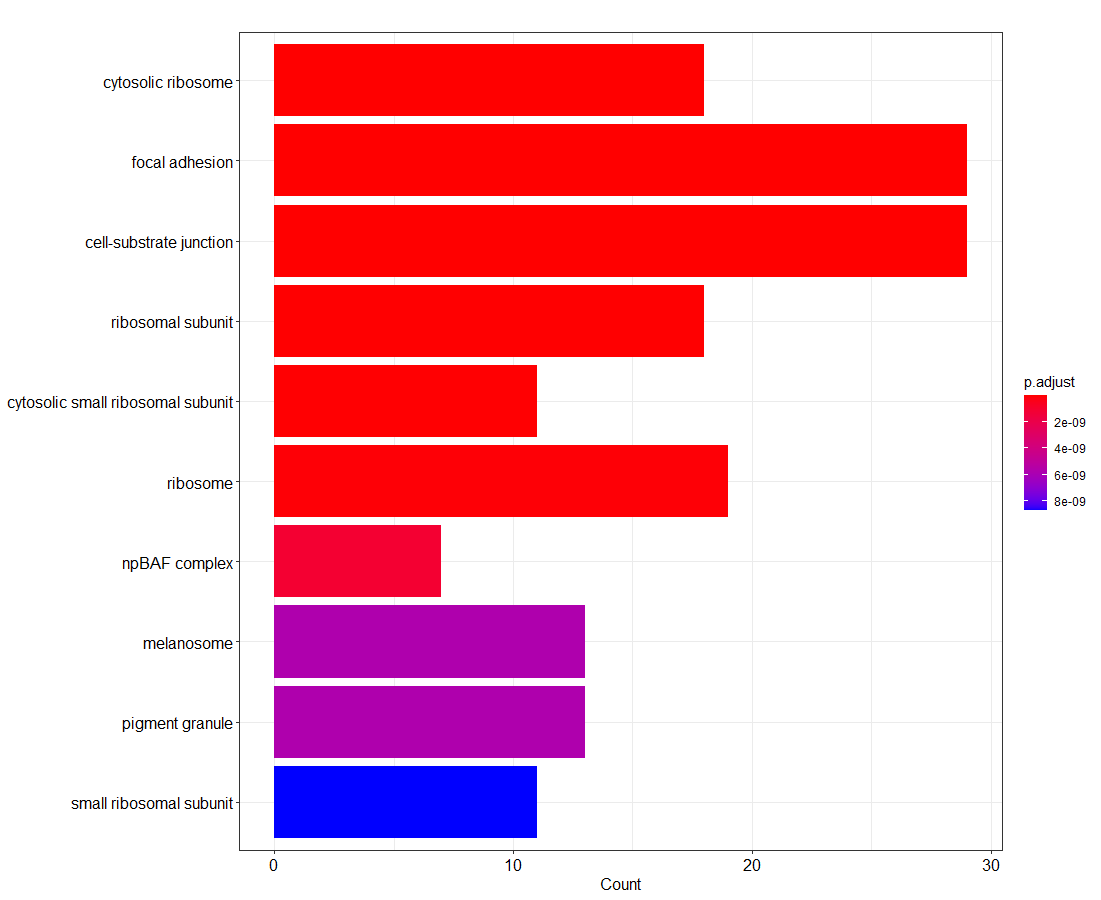 cytosolic ribosome
focal adhesion
cell-substrate junction
ribosomal subunit
cytosolic small ribosomal subunit
ribosome
npBAF complex
melanosome
pigment granule
small ribosomal subunit
0 10 20 30
Count
p.adjust
2e-09
4e-09
6e-09
8e-09